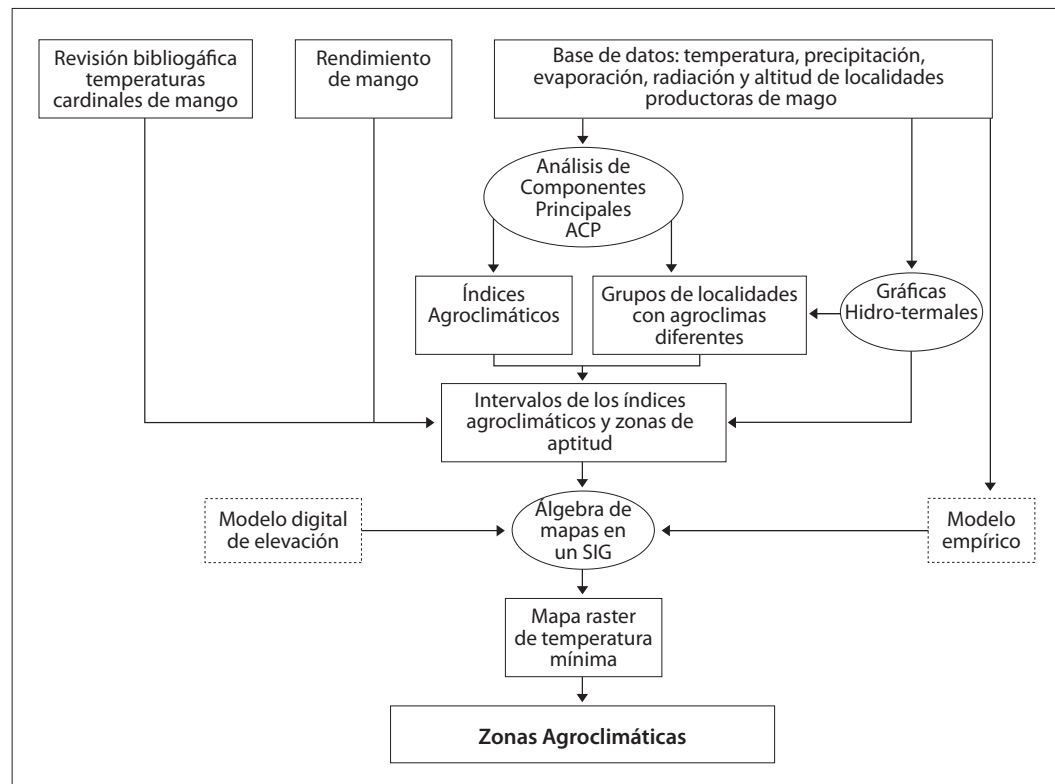 Revisión bibliogáfica
temperaturas
cardinales de mango
Rendimiento
de mango
Base de datos: temperatura, precipitación,
evaporación, radiación y altitud de localidades
productoras de mago
Análisis de
Componentes
Principales
ACP
Índices
Agroclimáticos
Grupos de localidades
con agroclimas
diferentes
Gráficas
Hidro-termales
Intervalos de los índices
agroclimáticos y zonas de
aptitud
Modelo digital
de elevación
Álgebra de
mapas en
un SIG
Modelo
empírico
Mapa raster
de temperatura
mínima
Zonas Agroclimáticas